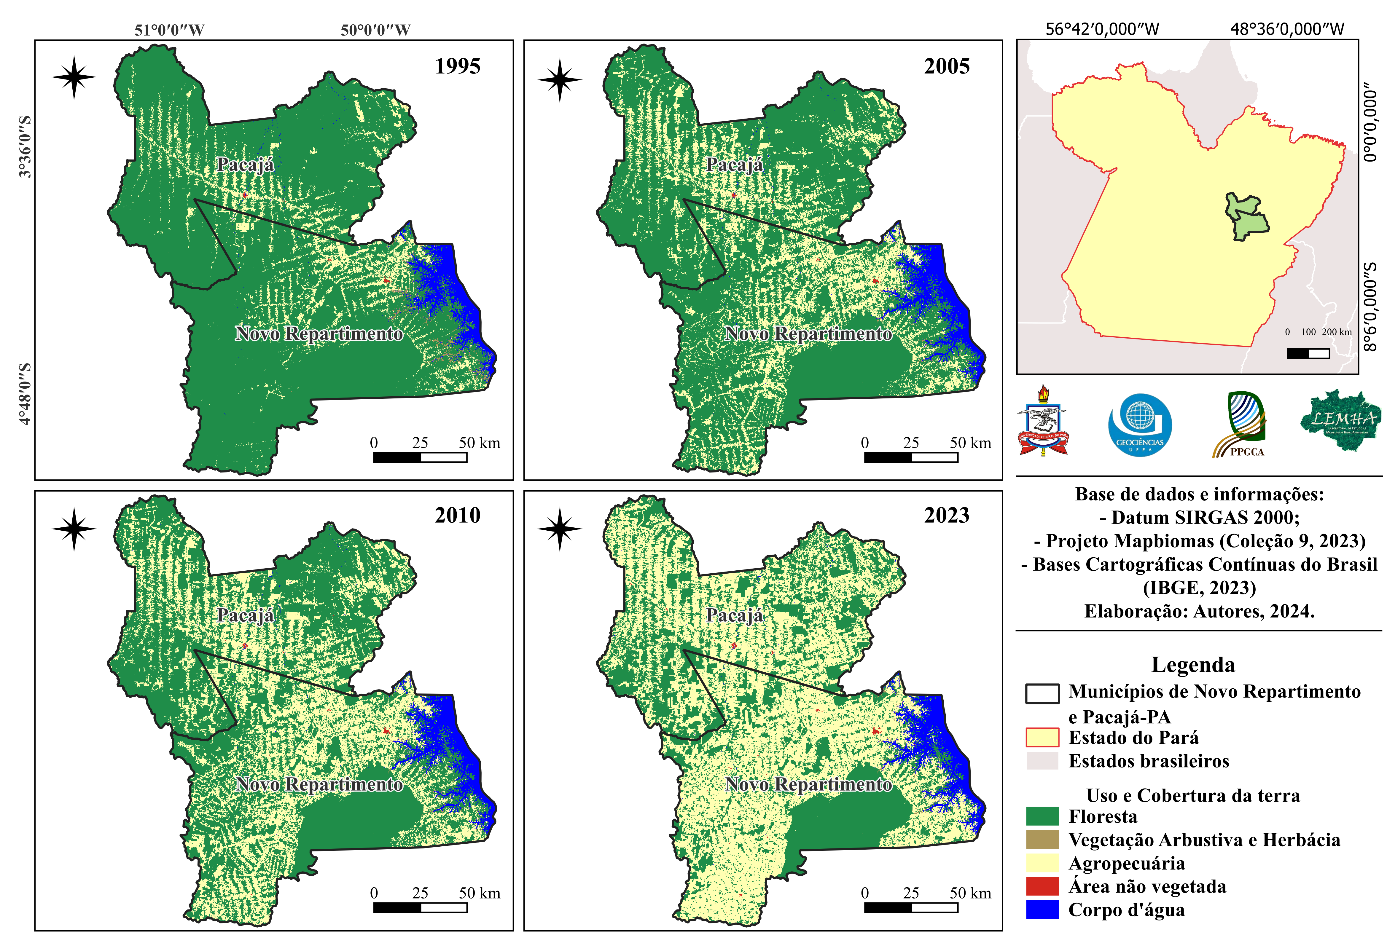 51°0′0″W 50°0′0″W
56°42′0,000″W 48°36′0,000″W
1995
2005
3°36′0″S
4°48′0″S
0°0′0,000″
8°6′0,000″S
Pacajá
Novo Repartimento
0 25 50 km
Pacajá
Novo Repartimento
0 25 50 km
0 100 200 km
GEOCIÊNCIAS
UFPA
PPGCA
LEMHA
2010
2023
Pacajá
Novo Repartimento
0 25 50 km
Pacajá
Novo Repartimento
0 25 50 km
Base de dados e informações:
- Datum SIRGAS 2000;
- Projeto Mapbiomas (Coleção 9, 2023)
- Bases Cartográficas Contínuas do Brasil
(IBGE, 2023)
Elaboração: Autores, 2024.
Legenda
Municípios de Novo Repartimento
e Pacajá-PA
Estado do Pará
Estados brasileiros
Uso e Cobertura da terra
Floresta
Vegetação Arbustiva e Herbácia
Agropecuária
Área não vegetada
Corpo d'água